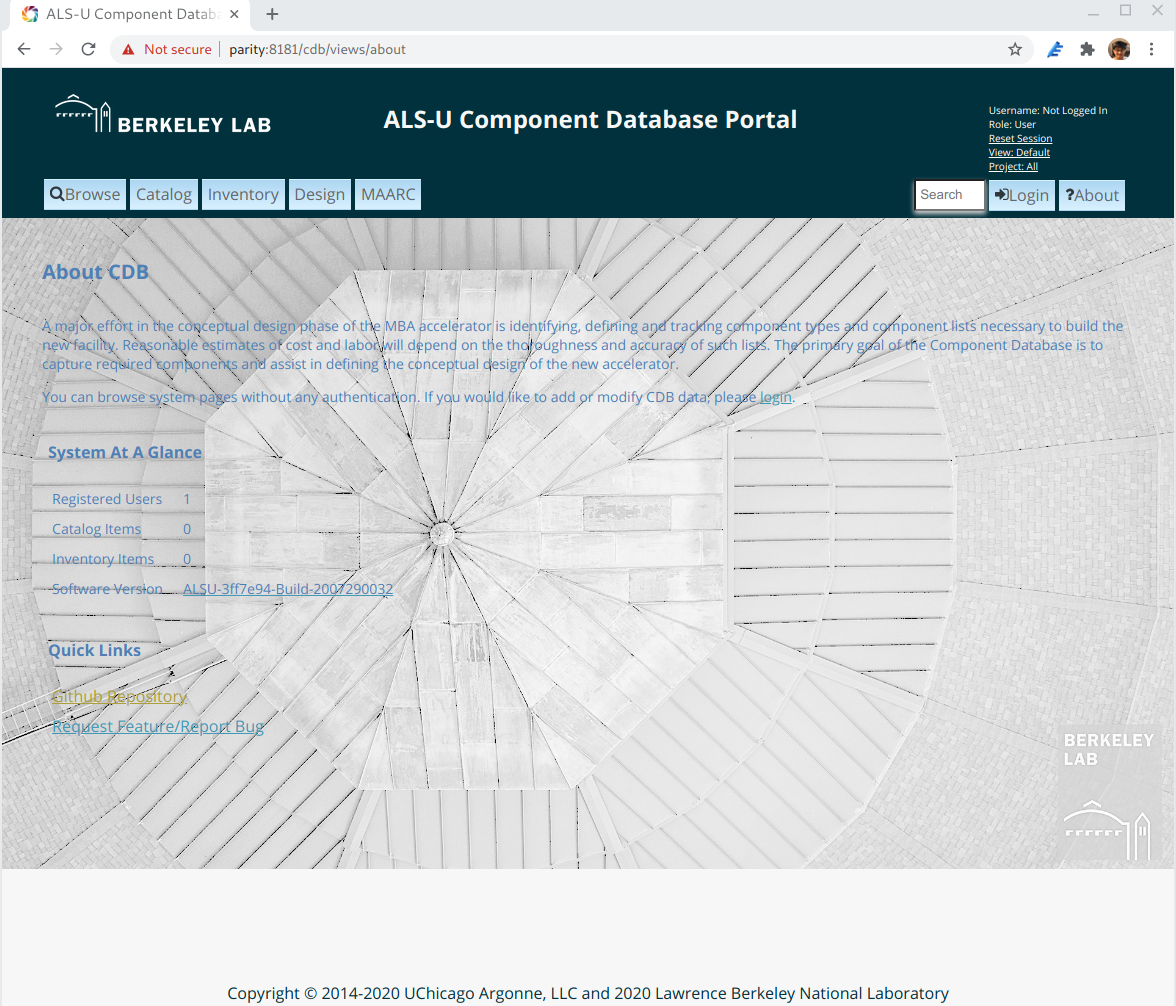 ALS-U Component Databa
Not secure parity:8181/cdb/views/about
BERKELEY LAB
ALS-U Component Database Portal
Username: Not Logged In
Role: User
Reset Session
View: Default
Project: All
Browse Catalog Inventory Design MAARC
Search Login ?About
About CDB
A major effort in the conceptual design phase of the MBA accelerator is identifying, defining and tracking component types and component lists necessary to build the
new facility. Reasonable estimates of cost and labor will depend on the thoroughness and accuracy of such lists. The primary goal of the Component Database is to
capture required components and assist in defining the conceptual design of the new accelerator.
You can browse system pages without any authentication. If you would like to add or modify CDB data, please login.
System At A Glance
Registered Users 1
Catalog Items 0
Inventory Items 0
Software Version ALSU-3ff7e94-Build-2007290032
Quick Links
Github Repository
Request Feature/Report Bug
BERKELEY
LAB
Copyright © 2014-2020 UChicago Argonne, LLC and 2020 Lawrence Berkeley National Laboratory